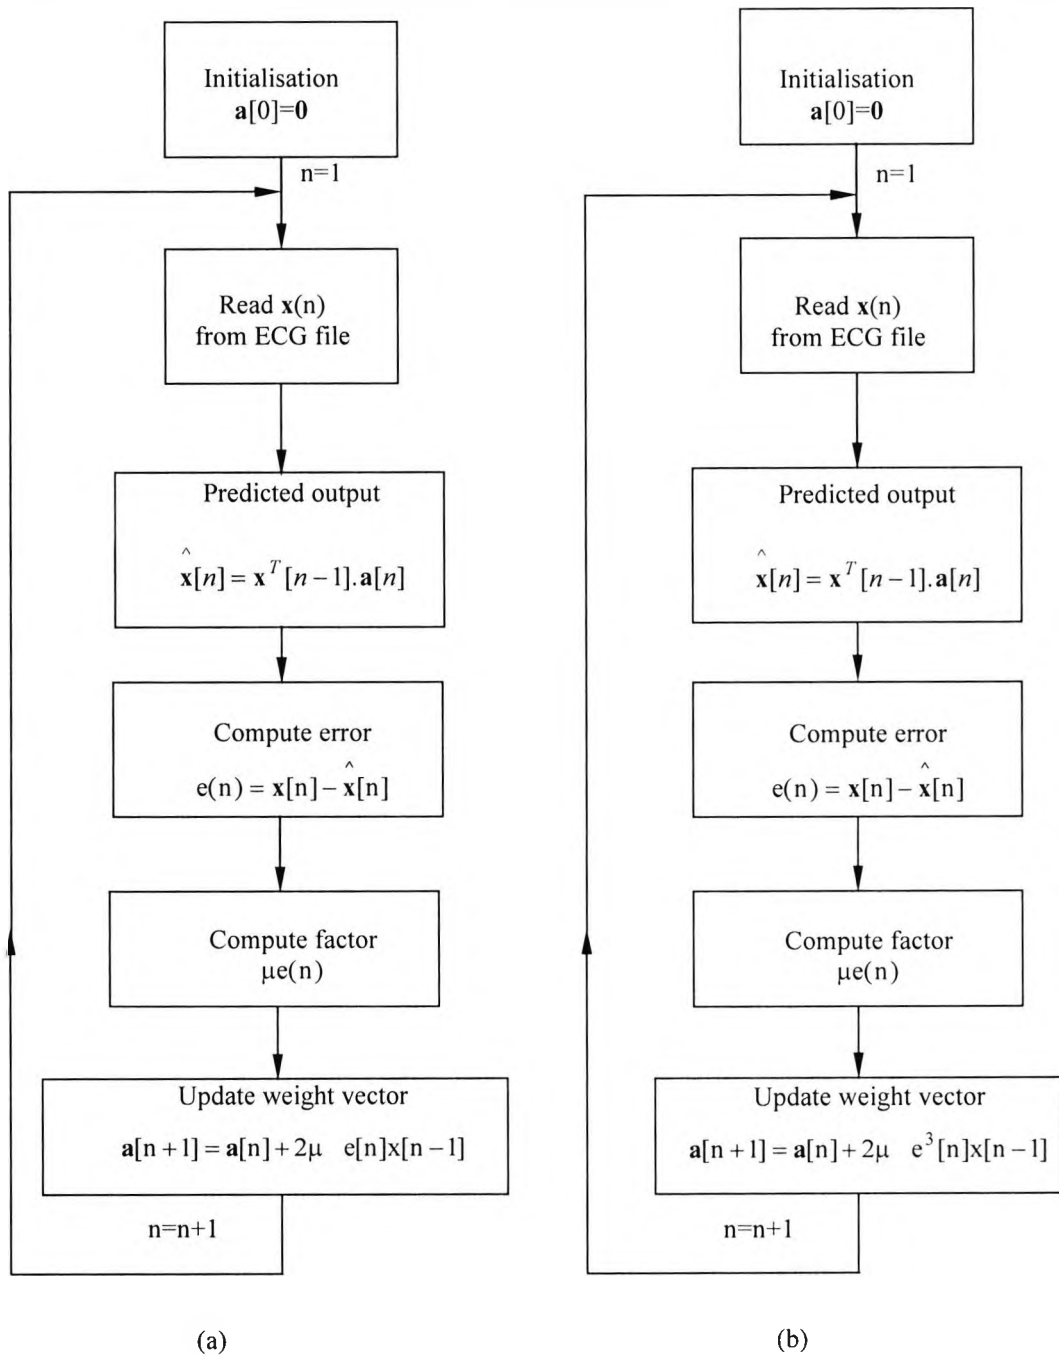 Initialisation
a[0]=0
n=1
Read x(n)
from ECG file
Predicted output
x̂[n] = x^T[n−1].a[n]
Compute error
e(n) = x[n] − x̂[n]
Compute factor
μe(n)
Update weight vector
a[n+1] = a[n]+2μ e[n]x[n−1]
n=n+1
(a)
Initialisation
a[0]=0
n=1
Read x(n)
from ECG file
Predicted output
x̂[n] = x^T[n−1].a[n]
Compute error
e(n) = x[n] − x̂[n]
Compute factor
μe(n)
Update weight vector
a[n+1] = a[n]+2μ e³[n]x[n−1]
n=n+1
(b)